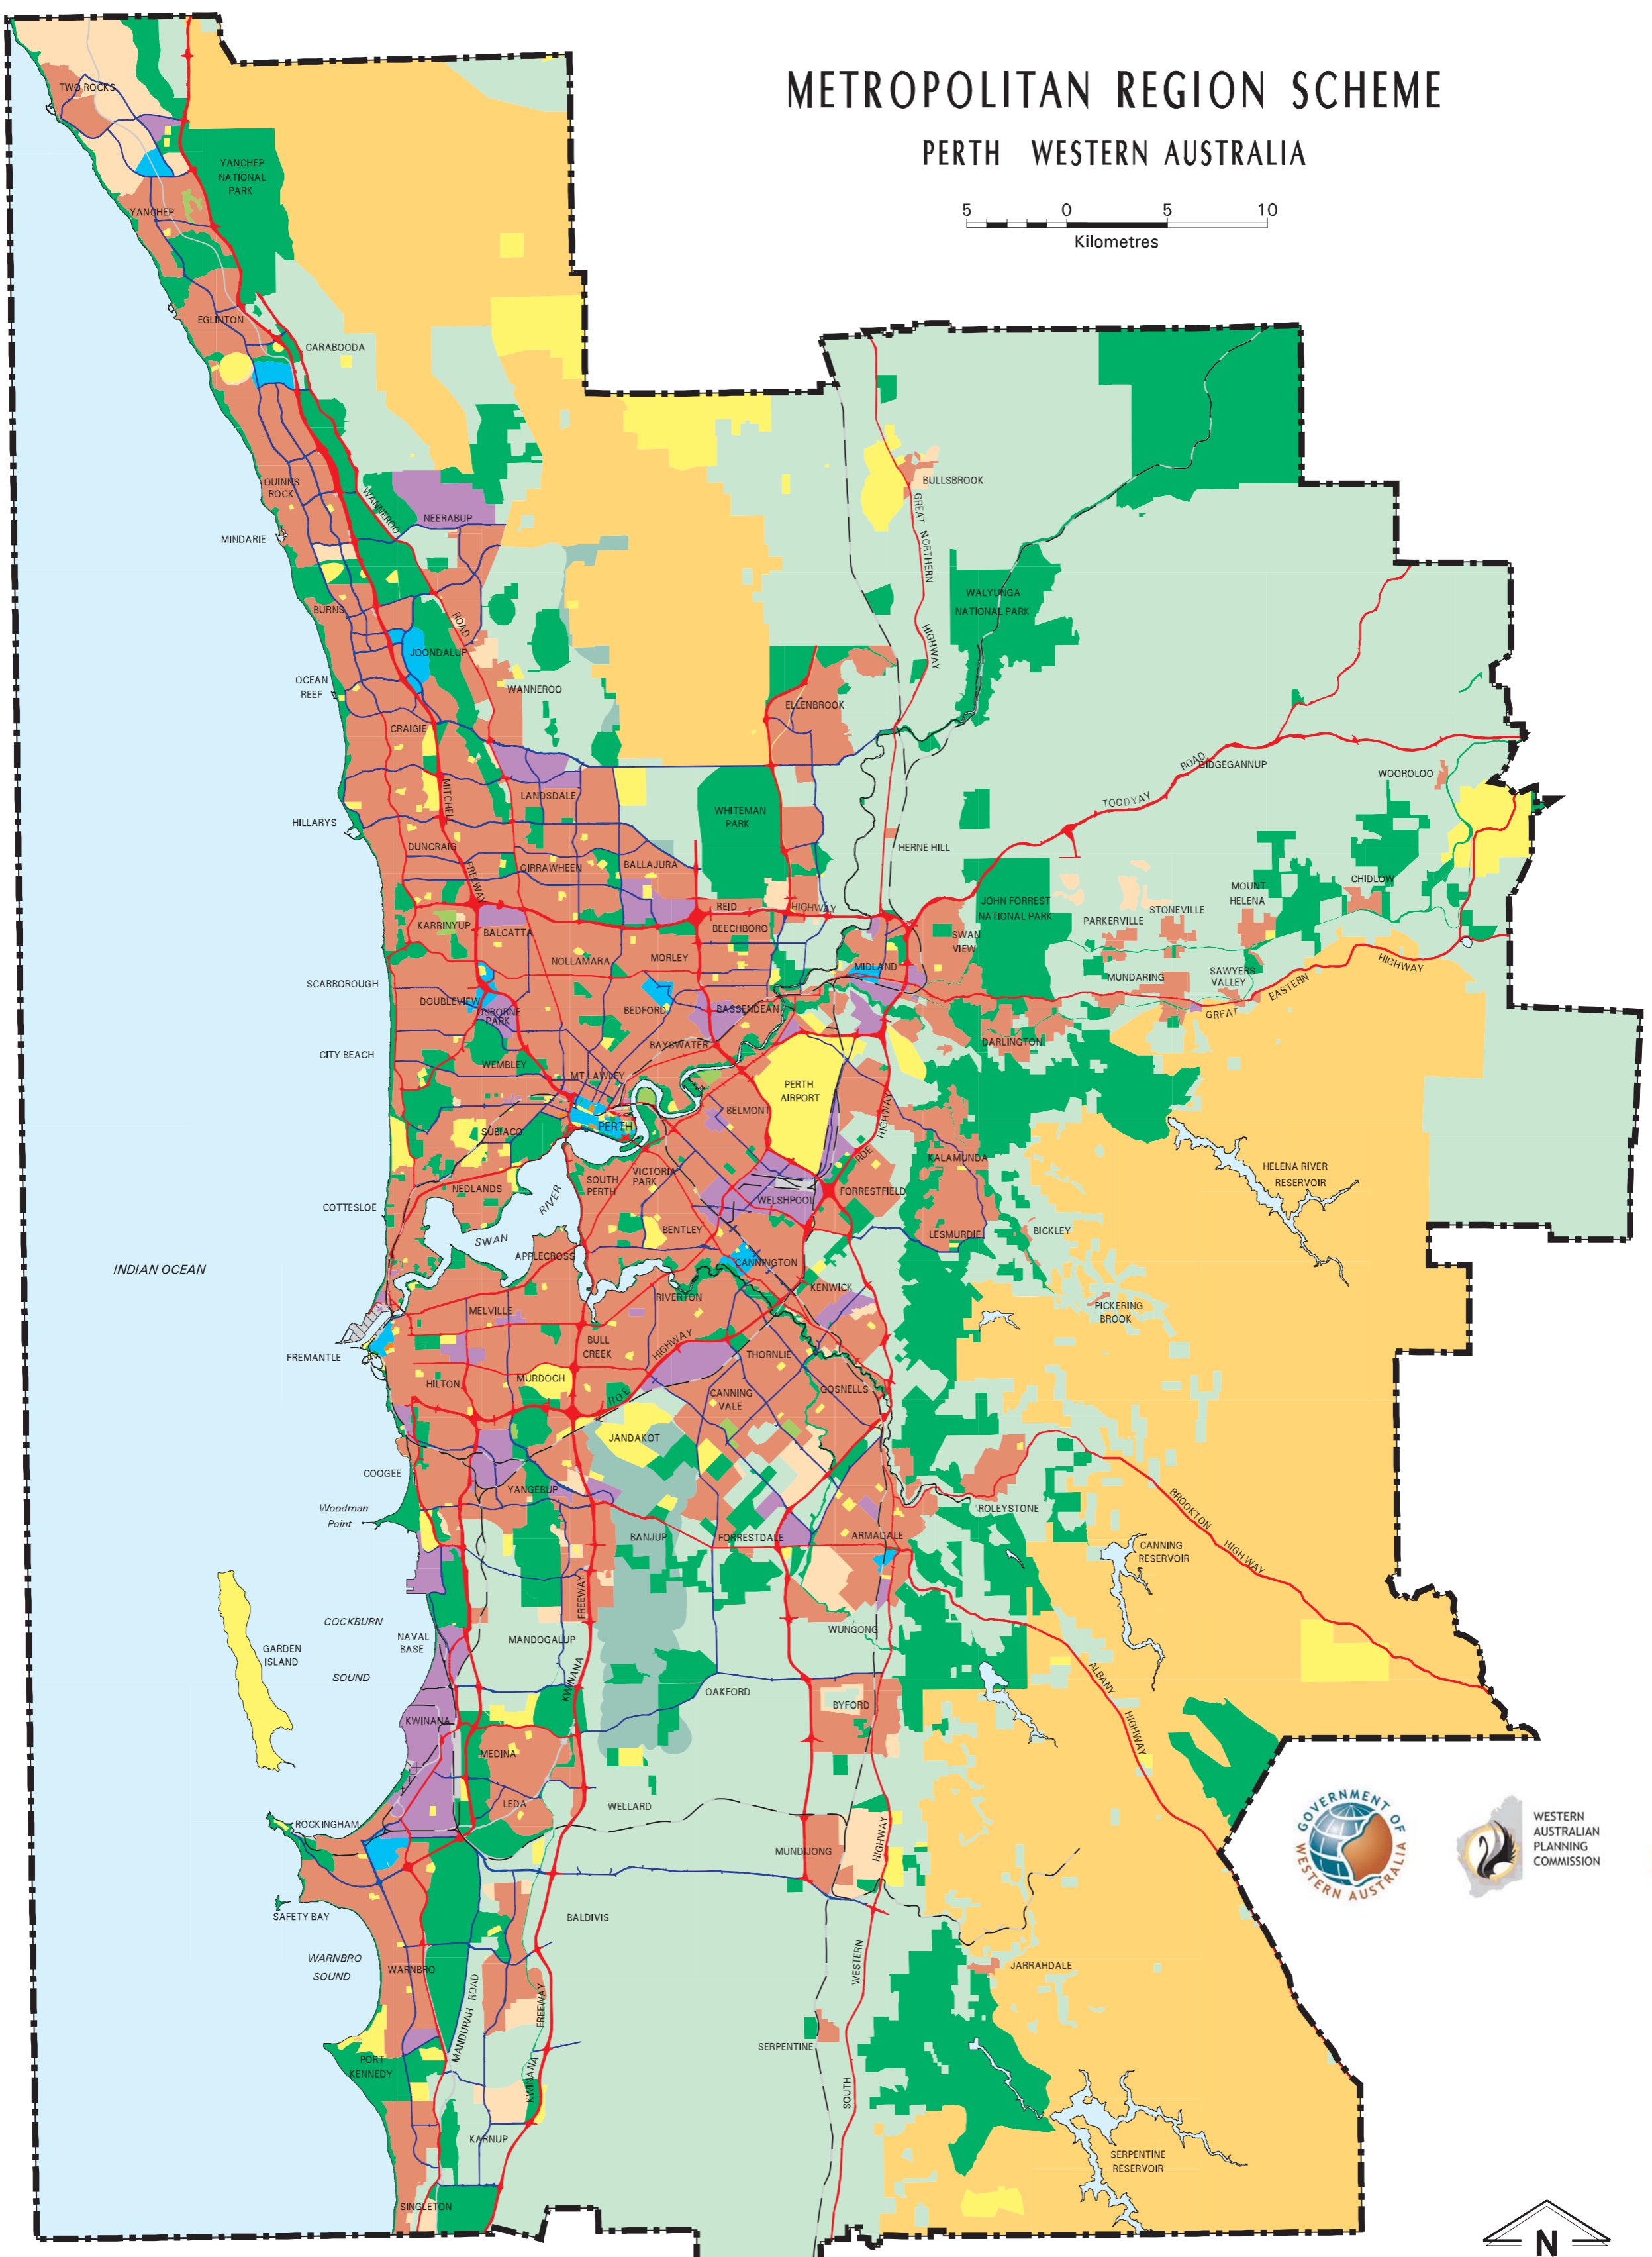 METROPOLITAN REGION SCHEME
PERTH WESTERN AUSTRALIA
5 0 5 10
Kilometres
TWO ROCKS
YANCHEP
NATIONAL
PARK
YANCHEP
EGLINTON
CARABOODA
QUINNS
ROCK
WANNEROO
NEERABUP
MINDARIE
BULLSBROOK
GREAT NORTHERN
HIGHWAY
WALYUNGA
NATIONAL PARK
BURNS
ROAD
JOONDALUP
OCEAN
REEF
WANNEROO
ELLENBROOK
CRAIGIE
MITCHELL
LANDSDALE
HILLARYS
WHITEMAN
PARK
ROAD
GIDGEGANNUP
TOODYAY
WOOROLOO
DUNCRAIG
FREEWAY
GIRRAWHEEN
BALLAJURA
HERNE HILL
REID
HIGHWAY
JOHN FORREST
NATIONAL PARK
PARKERVILLE
STONEVILLE
MOUNT
HELENA
CHIDLOW
KARRINYUP
BALCATTA
BEECHBORO
SWAN
VIEW
NOLLAMARA
MORLEY
MIDLAND
MUNDARING
SAWYERS
VALLEY
GREAT
EASTERN
HIGHWAY
SCARBOROUGH
DOUBLEVIEW
OSBORNE
PARK
BEDFORD
BASSENDEAN
DARLINGTON
CITY BEACH
WEMBLEY
BAYSWATER
MT LAWLEY
PERTH
AIRPORT
BELMONT
HIGHWAY
PERTH
SUBIACO
ROE
KALAMUNDA
HELENA RIVER
RESERVOIR
NEDLANDS
SOUTH
PERTH
VICTORIA
PARK
WELSHPOOL
FORRESTFIELD
COTTESLOE
SWAN
RIVER
BENTLEY
LESMURDIE
BICKLEY
APPLECROSS
CANNINGTON
INDIAN OCEAN
MELVILLE
RIVERTON
KENWICK
PICKERING
BROOK
FREMANTLE
BULL
CREEK
ROE
HIGHWAY
THORNLIE
HILTON
MURDOCH
CANNING
VALE
GOSNELLS
JANDAKOT
COOGEE
YANGEBUP
Woodman
Point
BANJUP
FORRESTDALE
ARMADALE
ROLEYSTONE
BROOKTON
HIGHWAY
CANNING
RESERVOIR
FREEWAY
COCKBURN
SOUND
GARDEN
ISLAND
NAVAL
BASE
MANDOGALUP
WUNGONG
KWINANA
OAKFORD
BYFORD
ALBANY
HIGHWAY
KWINANA
MEDINA
LEDA
WELLARD
ROCKINGHAM
MUNDIJONG
HIGHWAY
GOVERNMENT OF
WESTERN AUSTRALIA
WESTERN
AUSTRALIAN
PLANNING
COMMISSION
SAFETY BAY
BALDIVIS
WARNBRO
SOUND
WARNBRO
MANDURAH ROAD
FREEWAY
KWINANA
WESTERN
JARRAHDALE
SERPENTINE
SOUTH
PORT
KENNEDY
KARNUP
SERPENTINE
RESERVOIR
SINGLETON
N